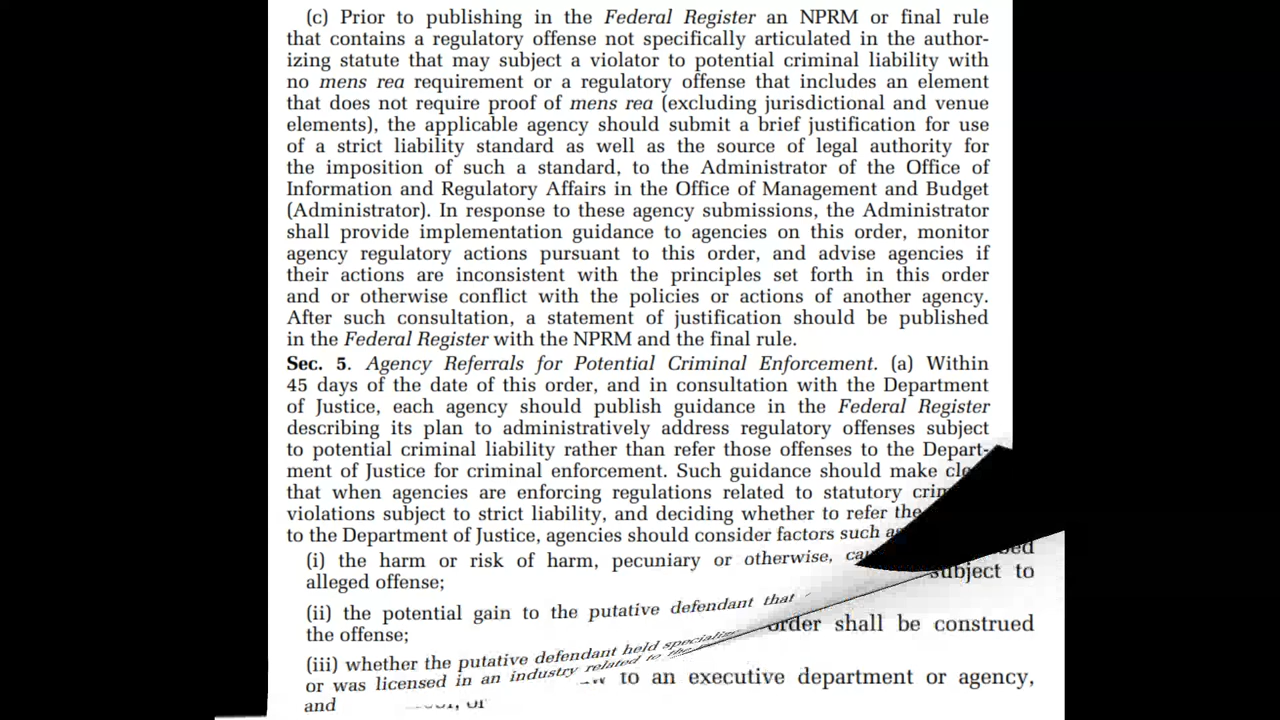 (c) Prior to publishing in the Federal Register an NPRM or final rule
that contains a regulatory offense not specifically articulated in the author-
izing statute that may subject a violator to potential criminal liability with
no mens rea requirement or a regulatory offense that includes an element
that does not require proof of mens rea (excluding jurisdictional and venue
elements), the applicable agency should submit a brief justification for use
of a strict liability standard as well as the source of legal authority for
the imposition of such a standard, to the Administrator of the Office of
Information and Regulatory Affairs in the Office of Management and Budget
(Administrator). In response to these agency submissions, the Administrator
shall provide implementation guidance to agencies on this order, monitor
agency regulatory actions pursuant to this order, and advise agencies if
their actions are inconsistent with the principles set forth in this order
and or otherwise conflict with the policies or actions of another agency.
After such consultation, a statement of justification should be published
in the Federal Register with the NPRM and the final rule.
Sec. 5. Agency Referrals for Potential Criminal Enforcement. (a) Within
45 days of the date of this order, and in consultation with the Department
of Justice, each agency should publish guidance in the Federal Register
describing its plan to administratively address regulatory offenses subject
to potential criminal liability rather than refer those offenses to the Depart-
ment of Justice for criminal enforcement. Such guidance should make
that when agencies are enforcing regulations related to statutory
violations subject to strict liability, and deciding whether to refer the
to the Department of Justice, agencies should consider factors such as
(i) the harm or risk of harm, pecuniary or otherwise,
alleged offense; subject to
(ii) the potential gain to the putative defendant that
the offense; order shall be construed
(iii) whether the putative defendant held
or was licensed in an industry related to the
to an executive department or agency,
and